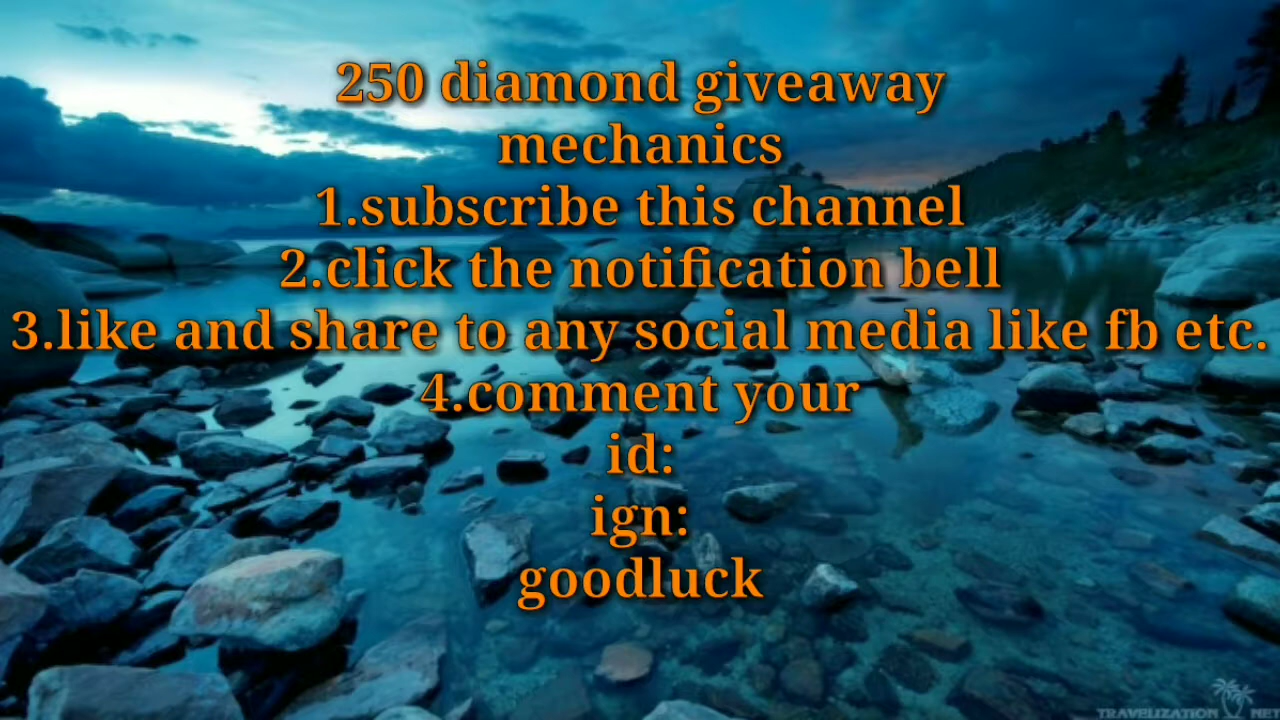 250 diamond giveaway
mechanics
1.subscribe this channel
2.click the notification bell
3.like and share to any social media like fb etc.
4.comment your
id:
ign:
goodluck
TRAVELIZATION NET